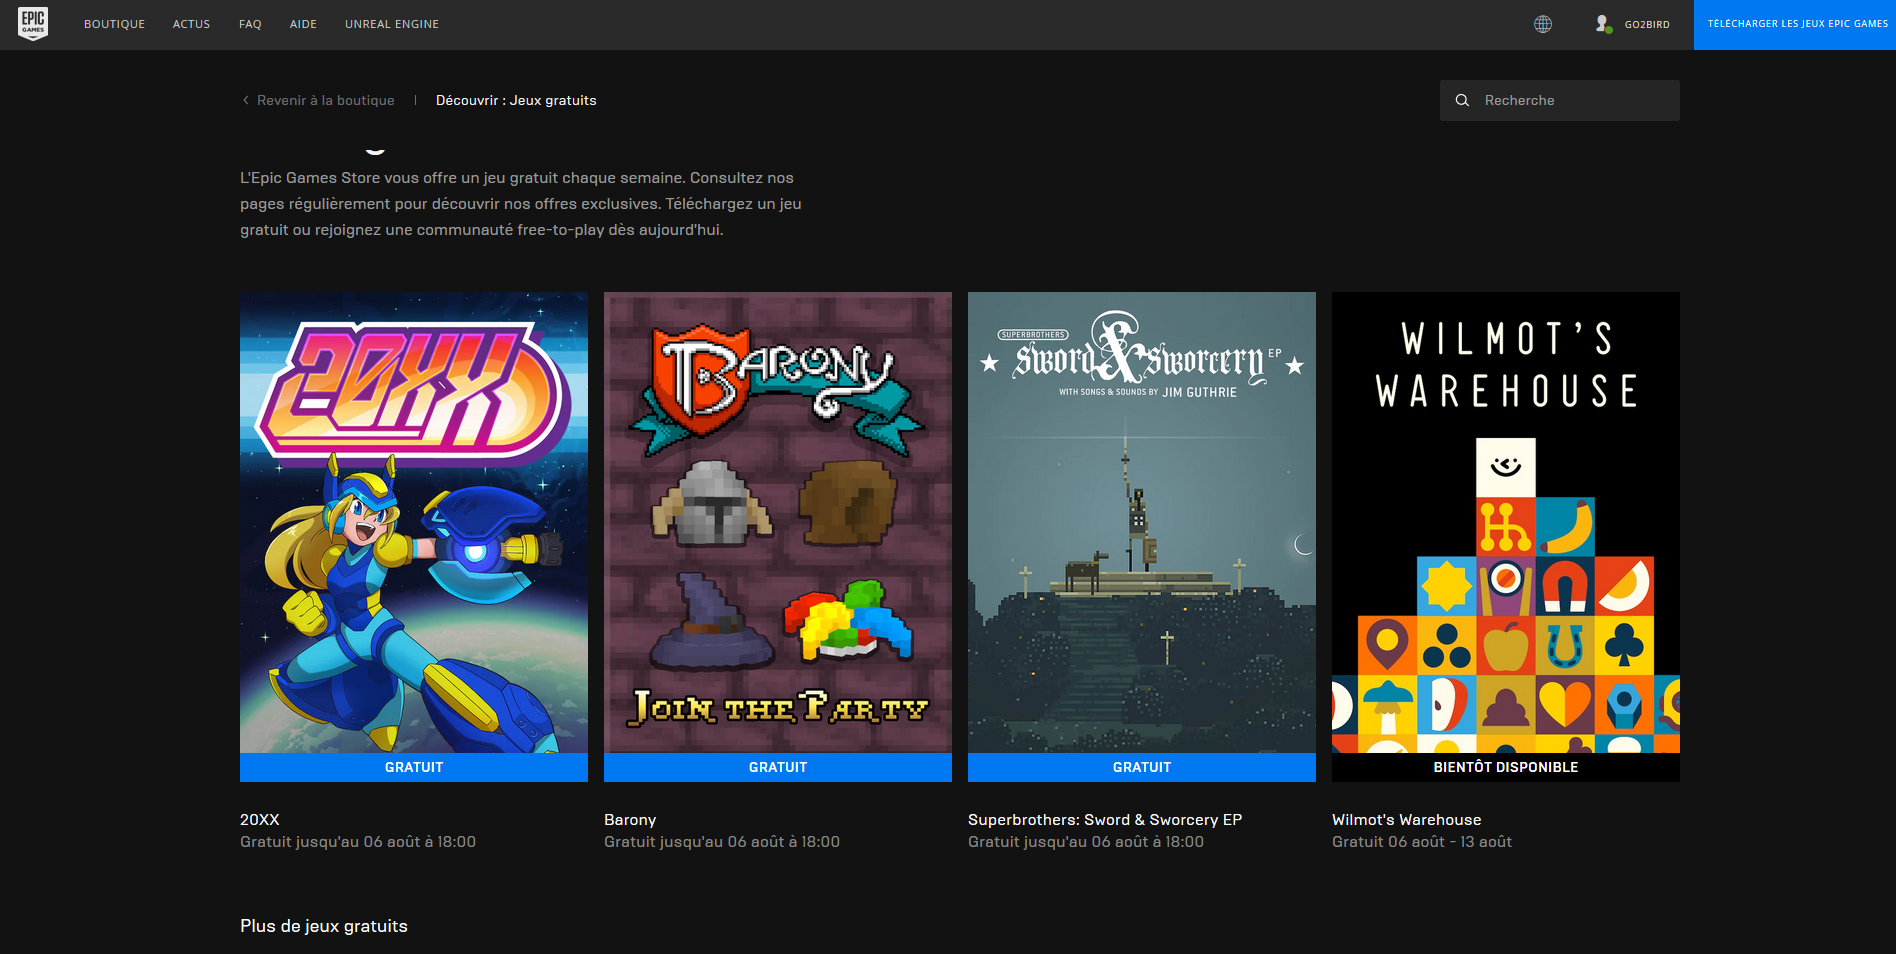 EPIC
GAMES
BOUTIQUE
ACTUS
FAQ
AIDE
UNREAL ENGINE
GO2BIRD
TÉLÉCHARGER LES JEUX EPIC GAMES
Revenir à la boutique
Découvrir : Jeux gratuits
Recherche
L'Epic Games Store vous offre un jeu gratuit chaque semaine. Consultez nos
pages régulièrement pour découvrir nos offres exclusives. Téléchargez un jeu
gratuit ou rejoignez une communauté free-to-play dès aujourd'hui.
20XX
GRATUIT
20XX
Gratuit jusqu'au 06 août à 18:00
BARONY
JOIN THE PARTY
GRATUIT
Barony
Gratuit jusqu'au 06 août à 18:00
SUPERBROTHERS
Sword & Sworcery EP
WITH SONGS & SOUNDS BY JIM GUTHRIE
GRATUIT
Superbrothers: Sword & Sworcery EP
Gratuit jusqu'au 06 août à 18:00
WILMOT'S
WAREHOUSE
BIENTÔT DISPONIBLE
Wilmot's Warehouse
Gratuit 06 août - 13 août
Plus de jeux gratuits